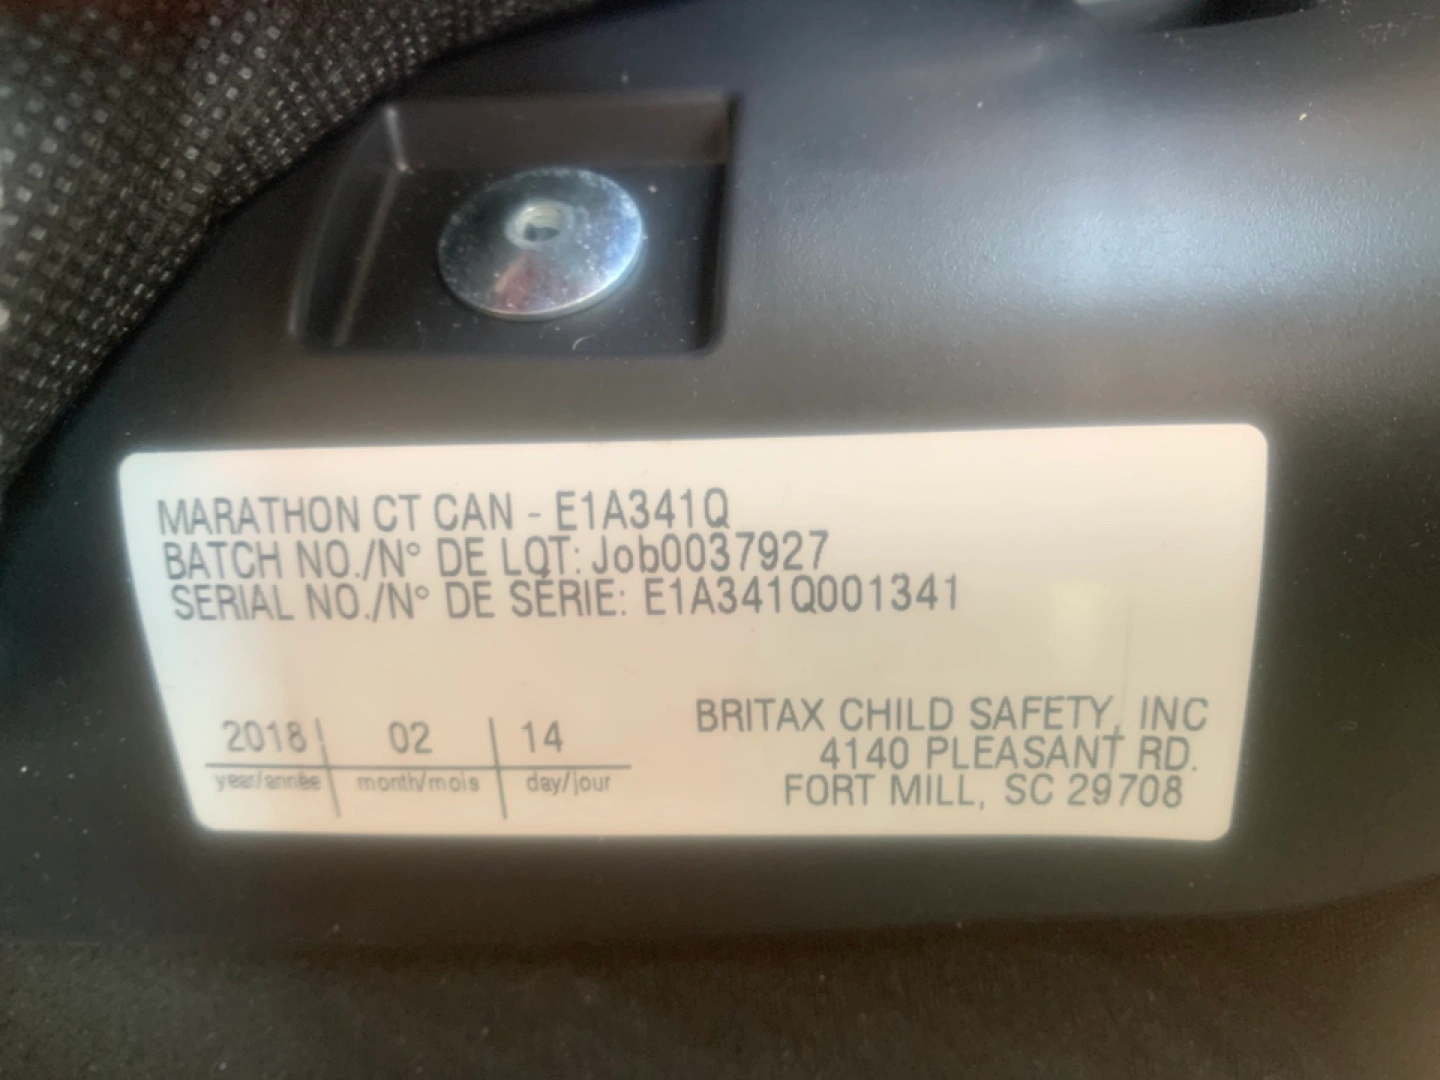 MARATHON CT CAN - E1A341Q
BATCH NO./N° DE LOT: Job0037927
SERIAL NO./N° DE SÉRIE: E1A341Q001341
2018 02 14
year/année month/mois day/jour
BRITAX CHILD SAFETY, INC
4140 PLEASANT RD.
FORT MILL, SC 29708